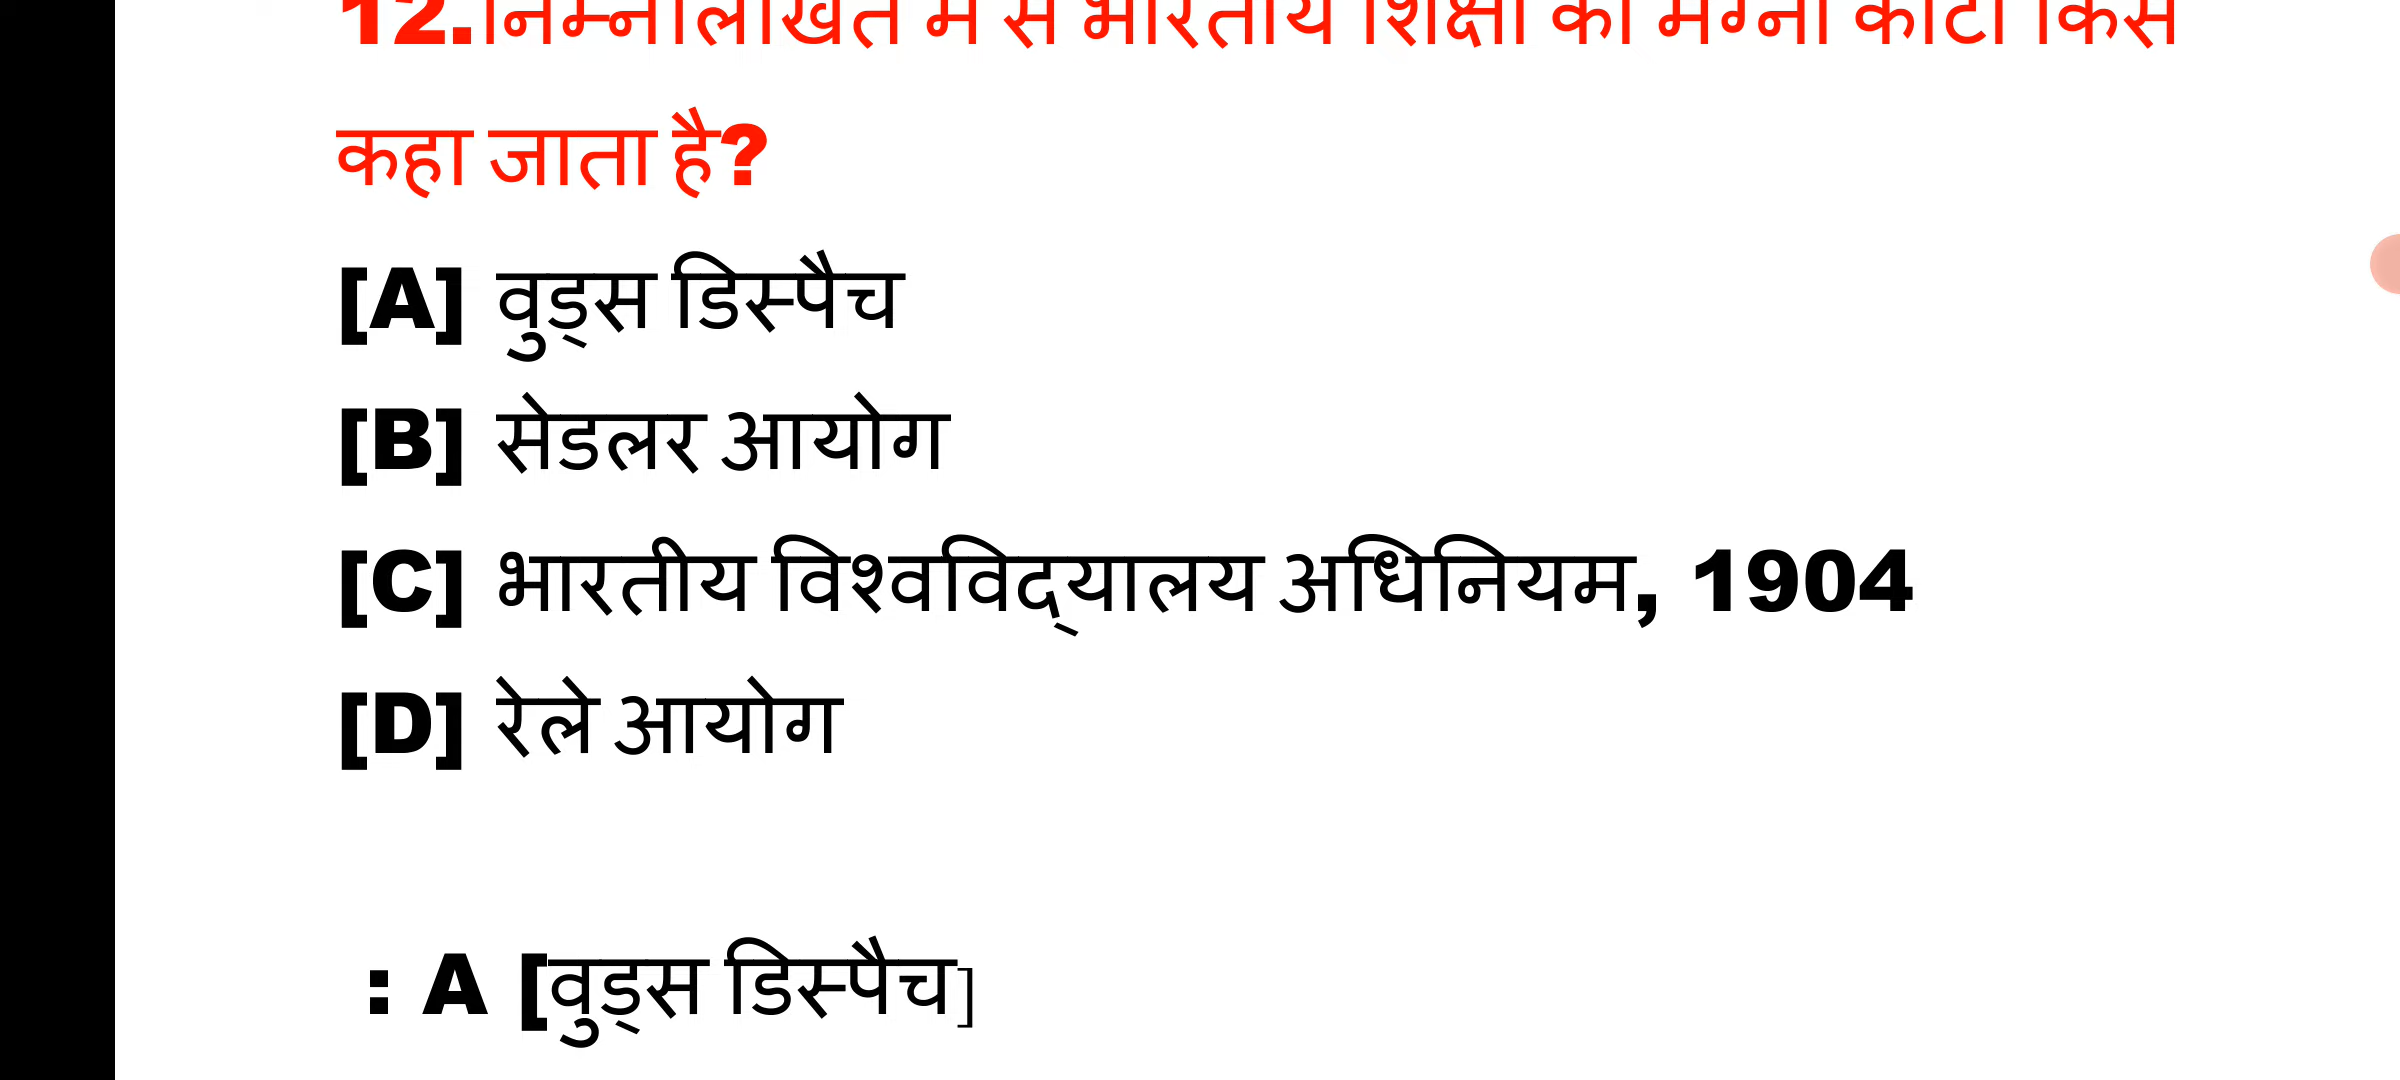 12.निम्नलिखित में से भारतीय शिक्षा का मैग्ना कार्टा किसे
कहा जाता है?
[A] वुड्स डिस्पैच
[B] सेडलर आयोग
[C] भारतीय विश्वविद्यालय अधिनियम, 1904
[D] रेले आयोग
: A [वुड्स डिस्पैच]